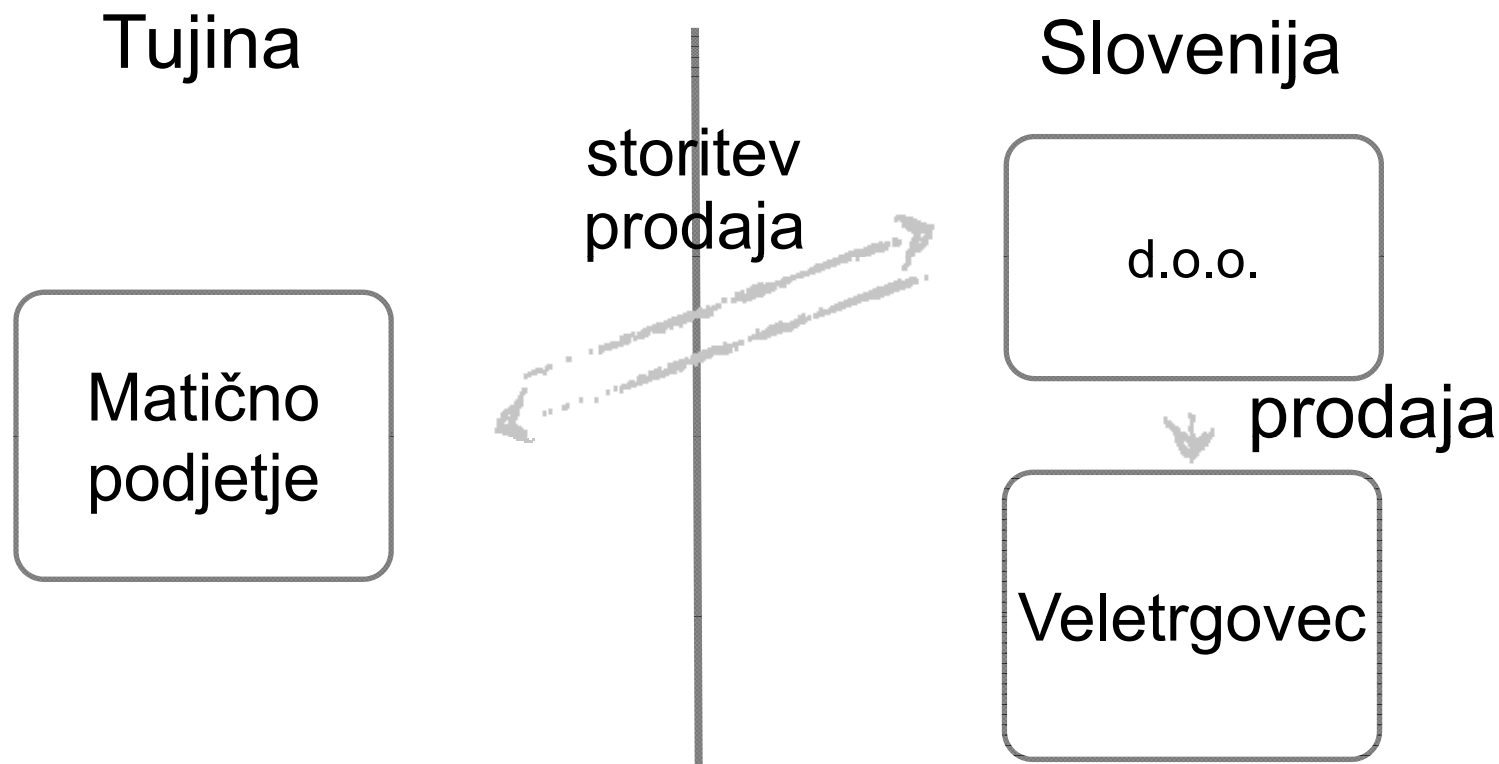 Tujina
Slovenija
storitev
prodaja
d.o.o.
Matično
podjetje
prodaja
Veletrgovec